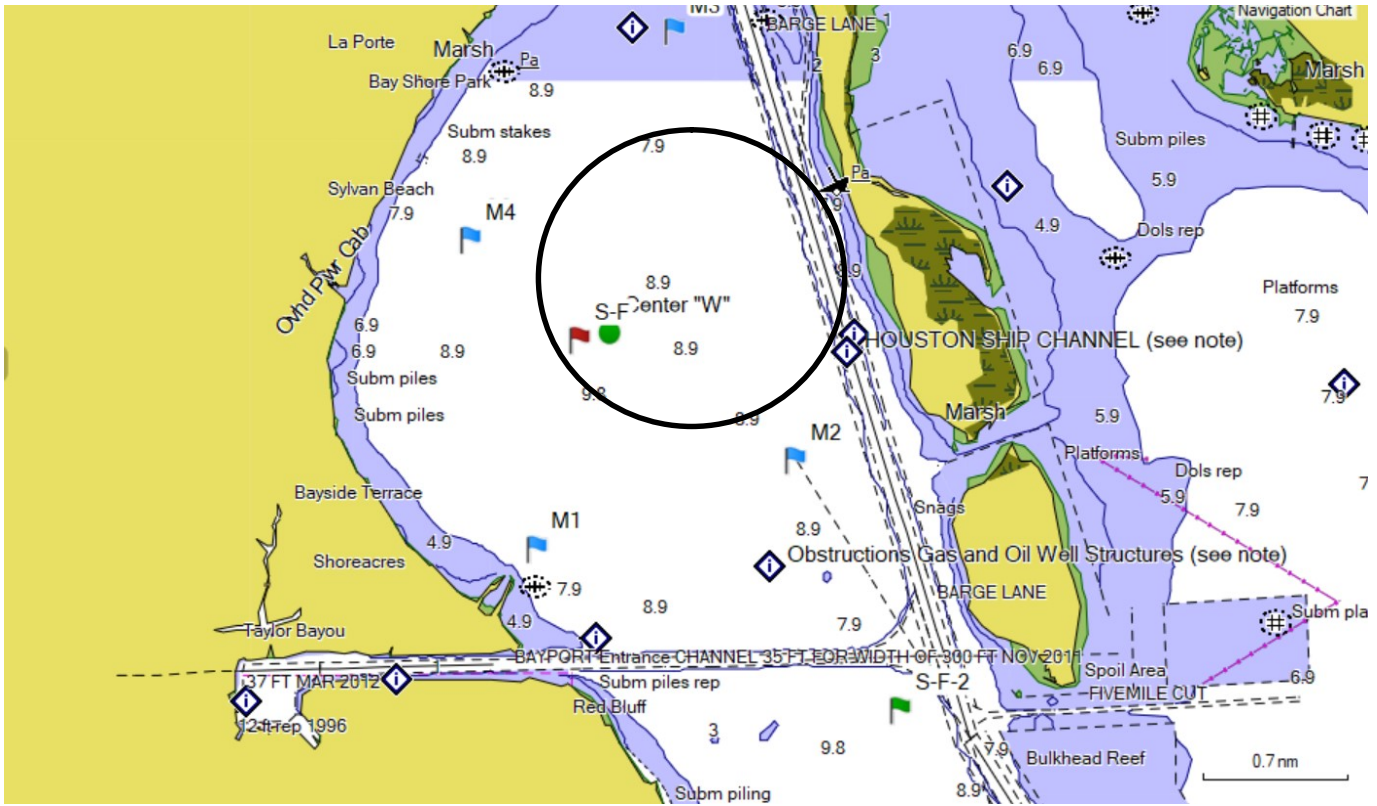 M3
BARGE LANE
1
Navigation Chart
La Porte
Marsh
Pa
3
6.9
6.9
2
Marsh
Bay Shore Park
8.9
Subm stakes
7.9
Subm piles
8.9
Pa
5.9
Sylvan Beach
7.9
M4
4.9
Dols rep
Ovhd Pwr Cab
8.9
Platforms
S-F
Center "W"
7.9
6.9
HOUSTON SHIP CHANNEL (see note)
6.9
8.9
8.9
Subm piles
9.8
7.9
Subm piles
8.9
Marsh
5.9
M2
Platforms
Dols rep
5.9
Bayside Terrace
Snags
7.9
7
M1
8.9
4.9
Obstructions Gas and Oil Well Structures (see note)
Shoreacres
7.9
BARGE LANE
8.9
4.9
7.9
Subm pla
Taylor Bayou
BAYPORT Entrance CHANNEL 35 FT FOR WIDTH OF 300 FT NOV 2011
Spoil Area
37 FT MAR 2012
Subm piles rep
S-F-2
6.9
FIVEMILE CUT
Red Bluff
12 ft rep 1996
3
9.8
7.9
Bulkhead Reef
0.7 nm
Subm piling
8.9